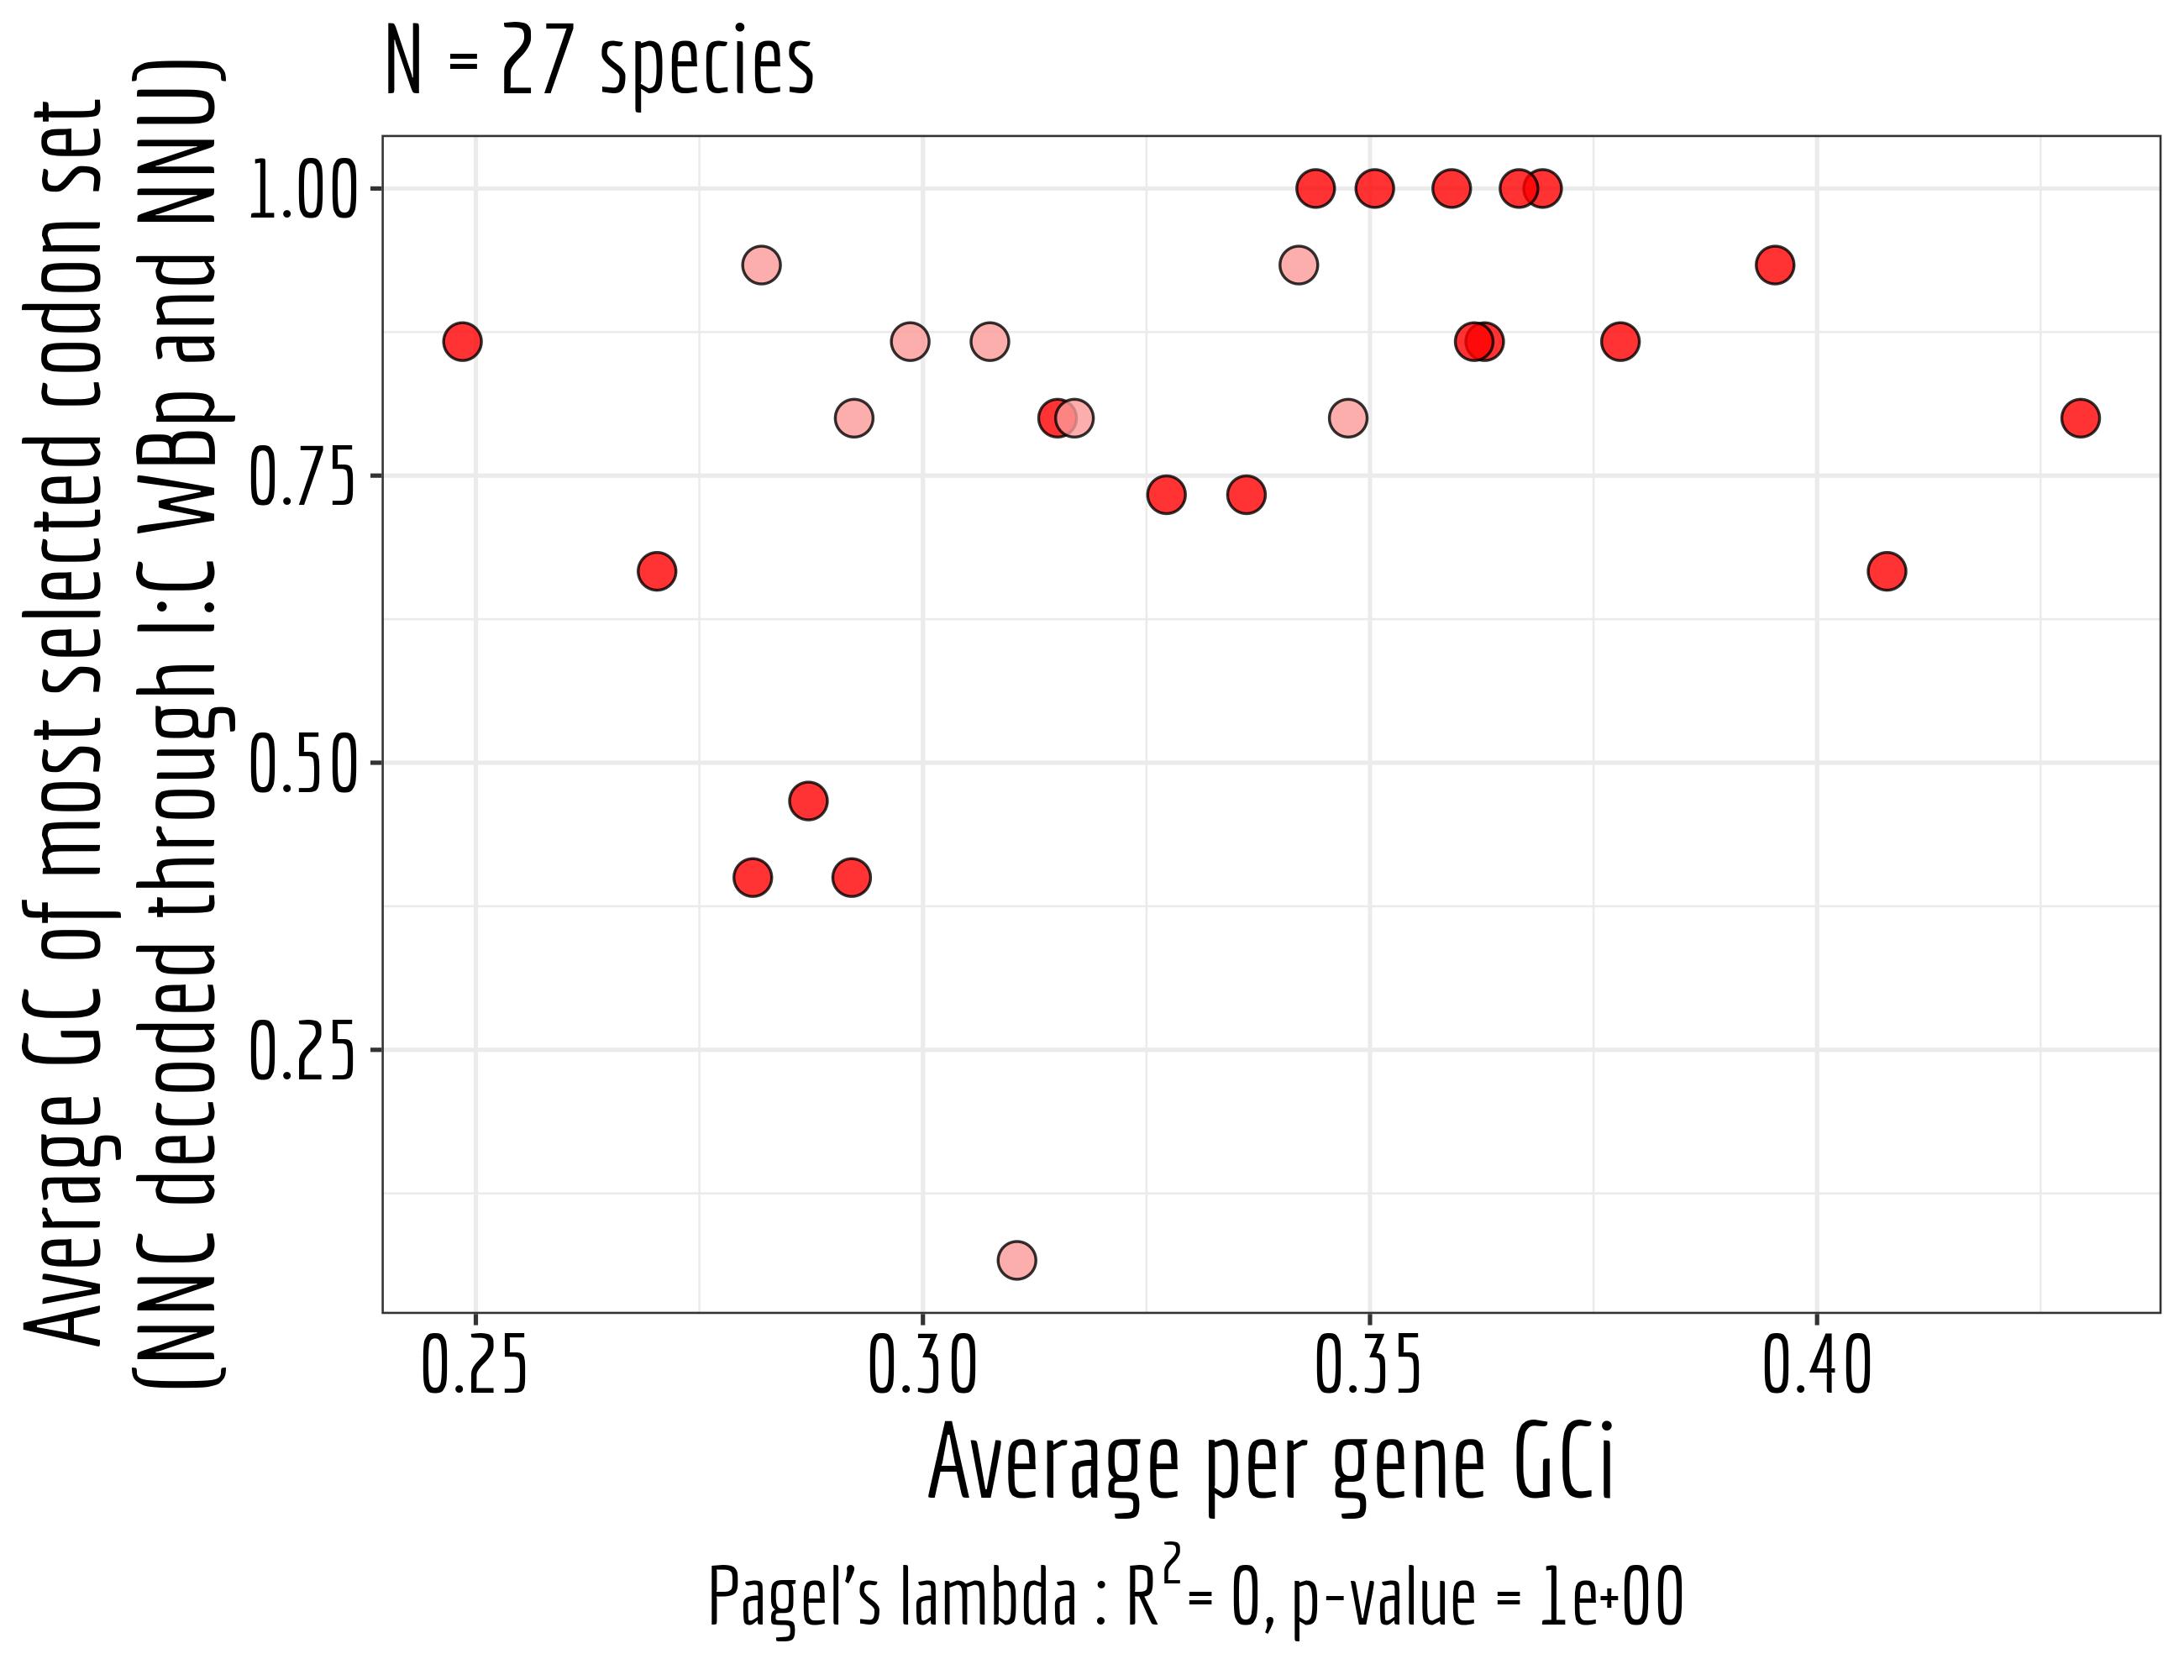 N = 27 species
Average GC of most selected codon set
(NNC decoded through I:C WBp and NNU)
1.00
0.75
0.50
0.25
0.25 0.30 0.35 0.40
Average per gene GCi
Pagel's lambda : R²= 0, p-value = 1e+00